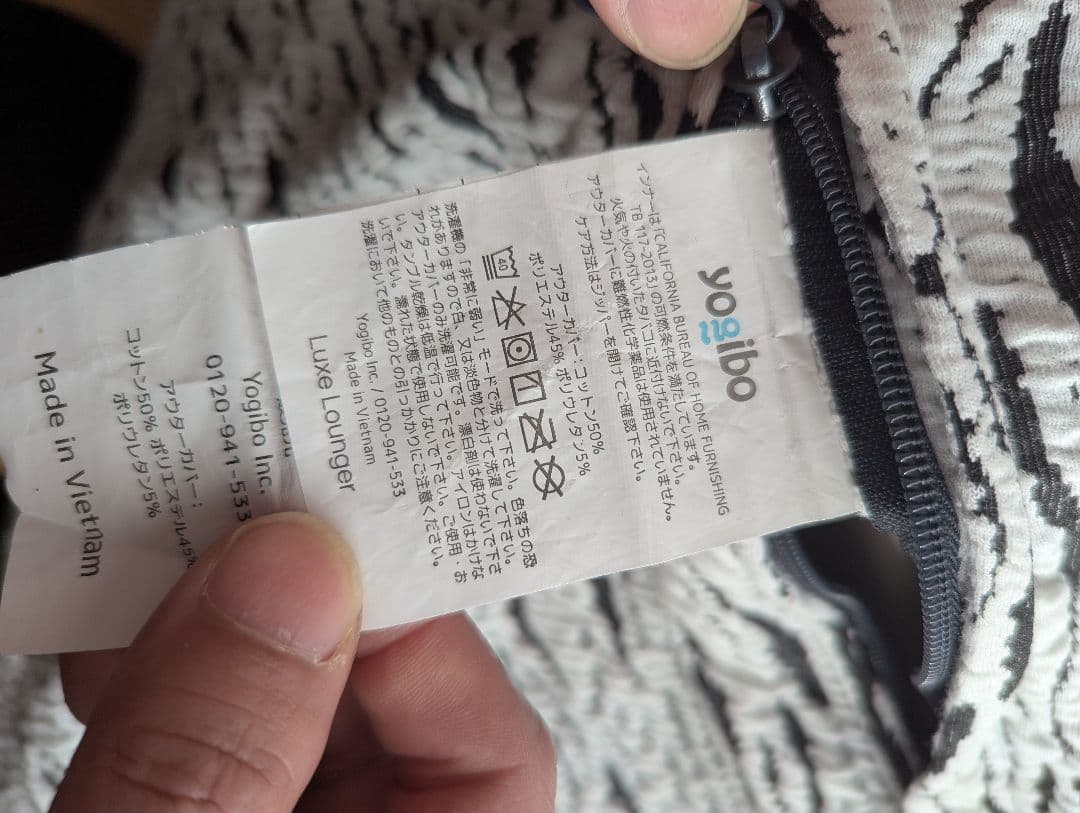 yogibo
インナーは「CALIFORNIA BUREAU OF HOME FURNISHING
TB 117-2013」の可燃条件を満たしています。
火気や火の付いたタバコに近付けないで下さい。
アウターカバーに難燃性化学薬品は使用されていません。
ケア方法はジッパーを開けてご確認下さい。
アウターカバー:コットン50%
ポリエステル45% ポリウレタン5%
40
洗濯機の「非常に弱い」モードで洗って下さい。色落ちの恐
れがありますので白・又は淡色物と分けて洗濯して下さい。
アウターカバーのみ洗濯可能です。漂白剤は使わないで下さ
い。タンブル乾燥は低温で行って下さい。アイロンはかけな
いで下さい。濡れた状態で使用しないで下さい。ご使用・お
洗濯において他のものとの引っかかりにご注意ください。
Yogibo Inc. / 0120-941-533
Made in Vietnam
Luxe Lounger
Yogibo Inc.
0120-941-533
アウターカバー:
コットン50% ポリエステル45%
ポリウレタン5%
Made in Vietnam